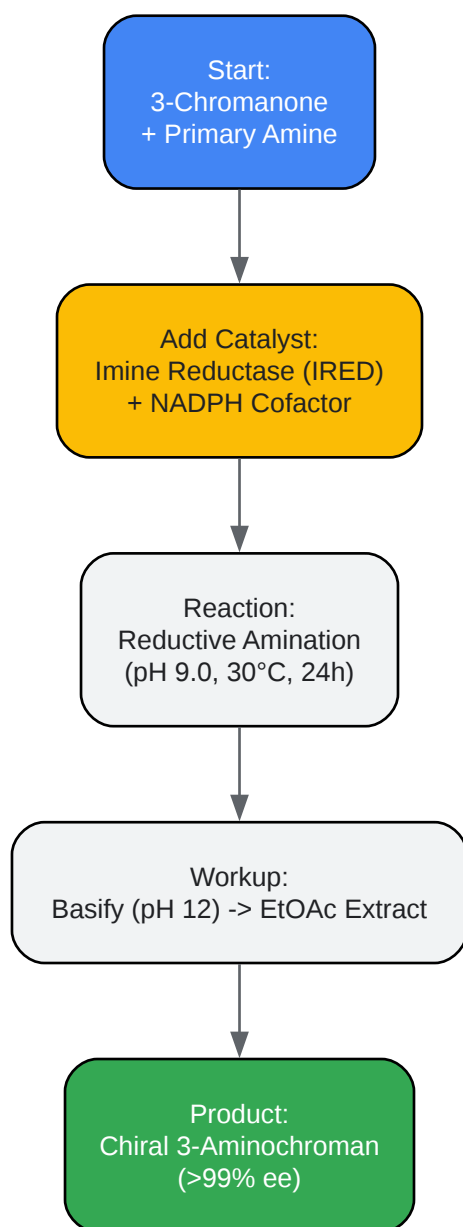 Start:
3-Chromanone
+ Primary Amine
Add Catalyst:
Imine Reductase (IRED)
+ NADPH Cofactor
Reaction:
Reductive Amination
(pH 9.0, 30°C, 24h)
Workup:
Basify (pH 12) -> EtOAc Extract
Product:
Chiral 3-Aminochroman
(>99% ee)